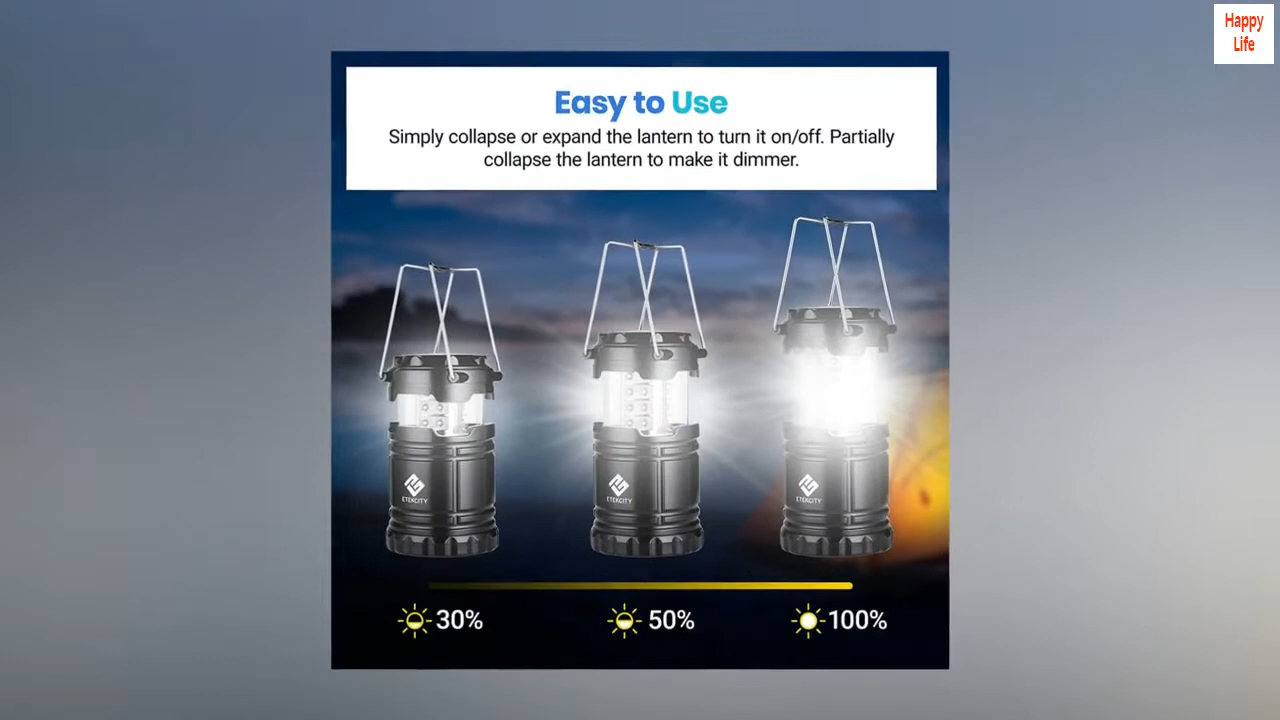 Happy
Life
Easy to Use
Simply collapse or expand the lantern to turn it on/off. Partially
collapse the lantern to make it dimmer.
ETEKCITY ETEKCITY ETEKCITY
30% 50% 100%